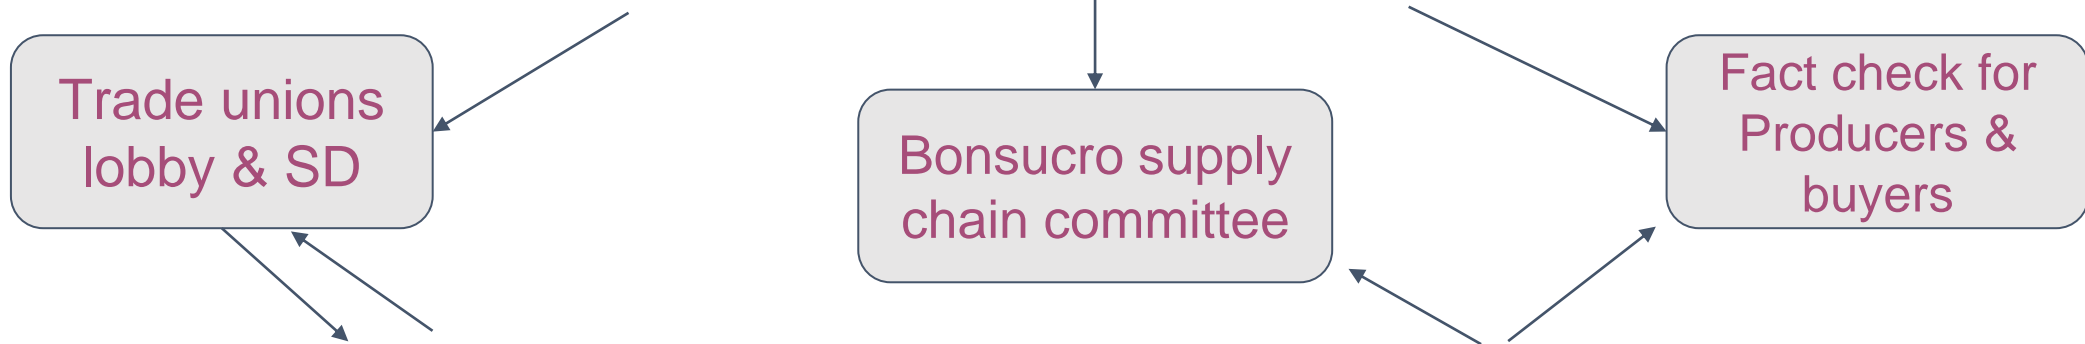 Trade unions
lobby & SD
Bonsucro supply
chain committee
Fact check for
Producers &
buyers